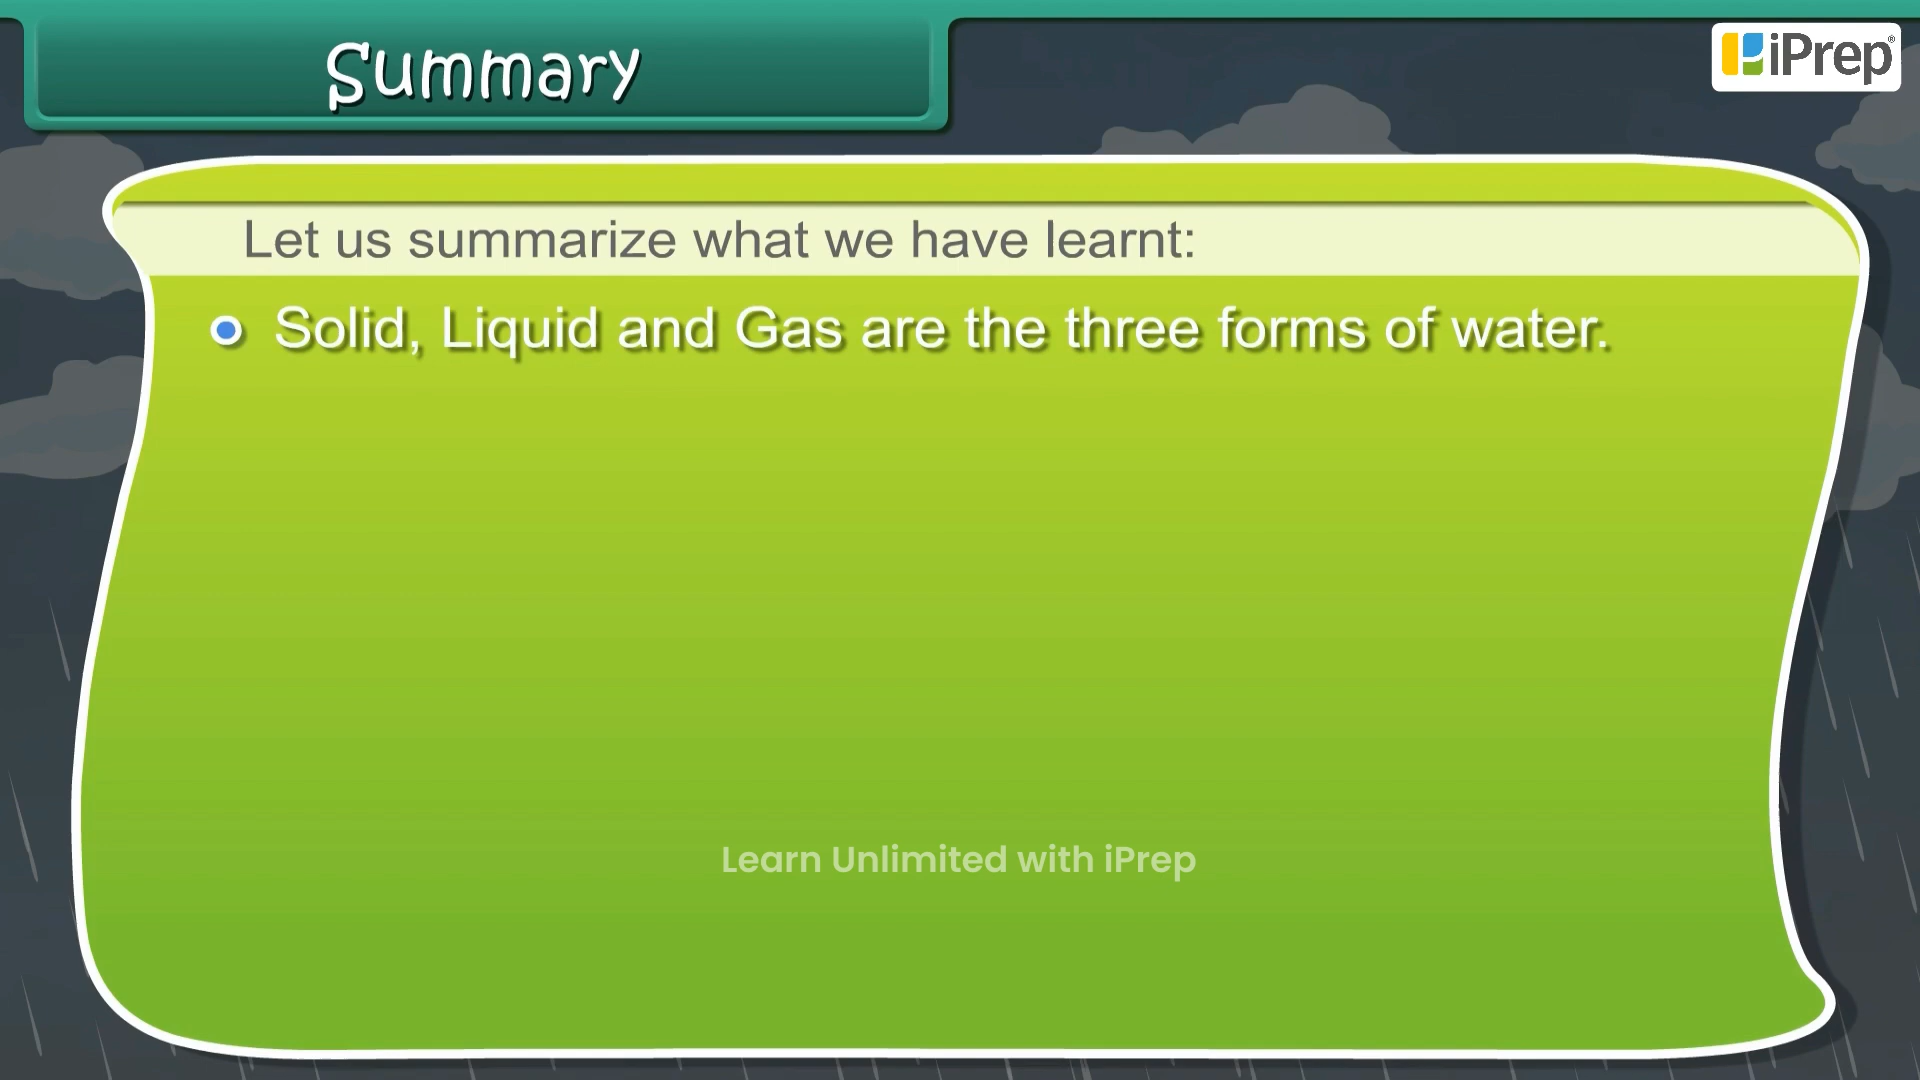 Summary
iPrep®
Let us summarize what we have learnt:
Solid, Liquid and Gas are the three forms of water.
Learn Unlimited with iPrep